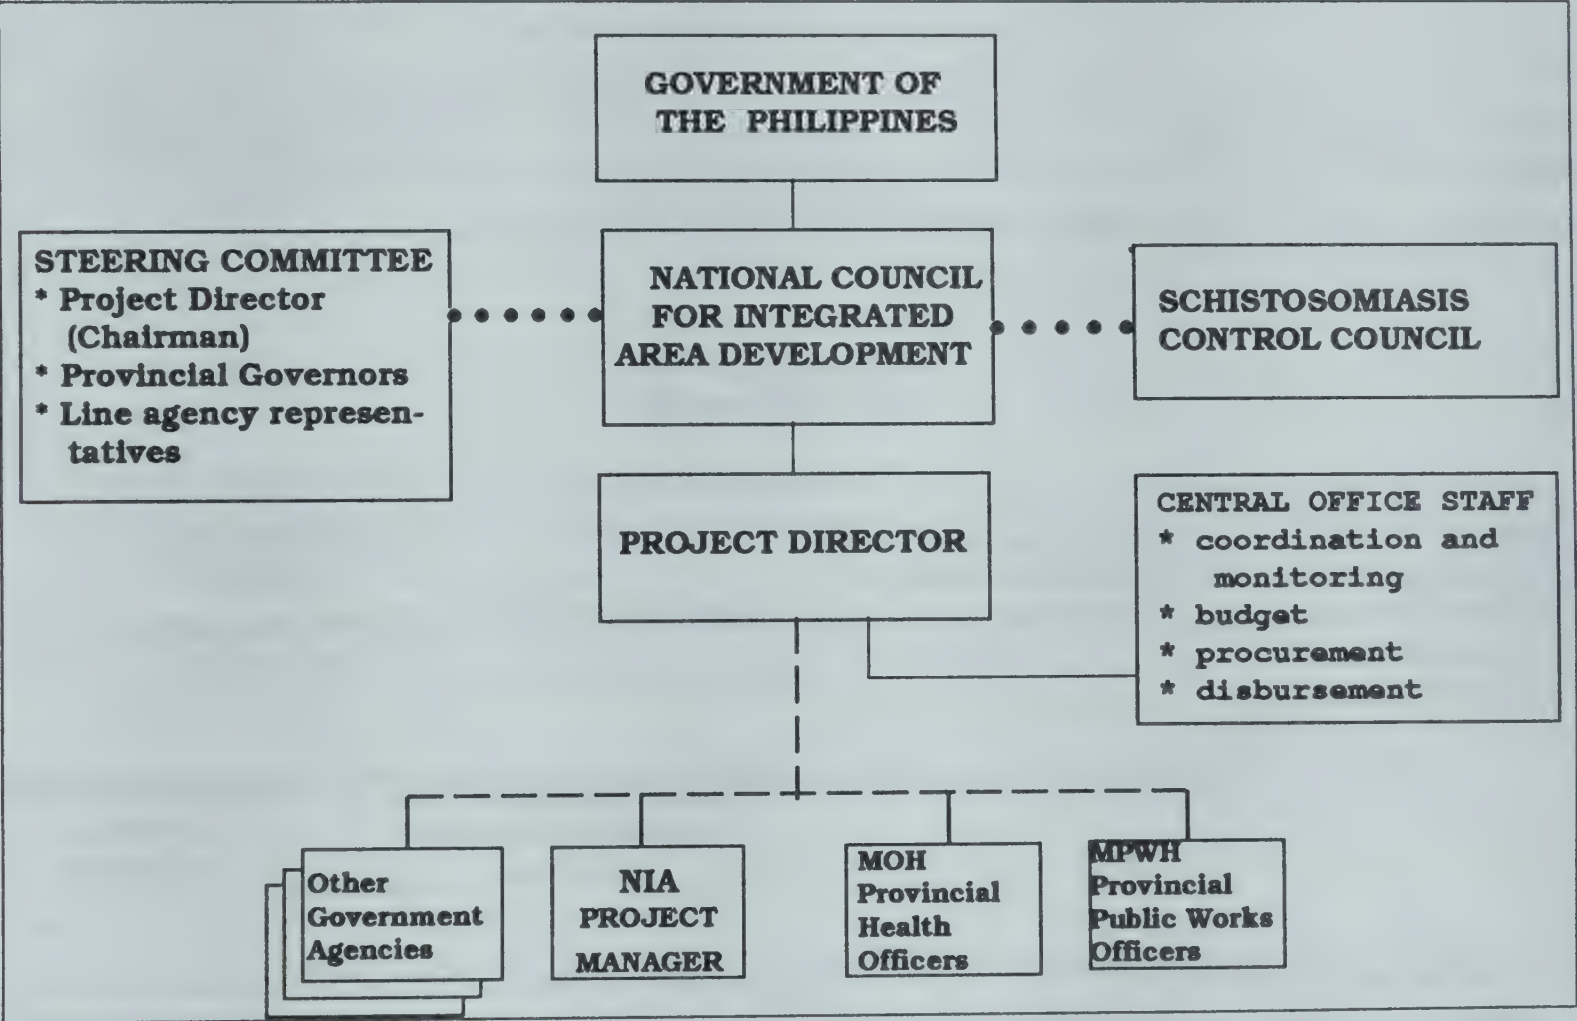 GOVERNMENT OF
THE PHILIPPINES
STEERING COMMITTEE
* Project Director
(Chairman)
* Provincial Governors
* Line agency represen-
tatives
NATIONAL COUNCIL
FOR INTEGRATED
AREA DEVELOPMENT
SCHISTOSOMIASIS
CONTROL COUNCIL
PROJECT DIRECTOR
CENTRAL OFFICE STAFF
* coordination and
monitoring
* budget
* procurement
* disbursement
Other
Government
Agencies
NIA
PROJECT
MANAGER
MOH
Provincial
Health
Officers
MPWH
Provincial
Public Works
Officers